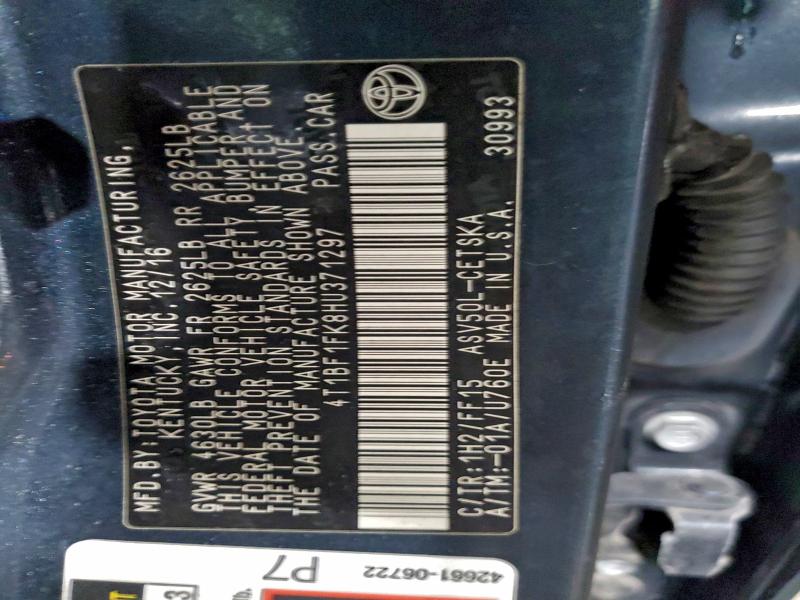 MFD. BY: TOYOTA MOTOR MANUFACTURING,
KENTUCKY, INC. 12/16
GVWR 4630LB GAWR FR 2625LB RR 2625LB
THIS VEHICLE CONFORMS TO ALL APPLICABLE
FEDERAL MOTOR VEHICLE SAFETY BUMPER AND
THEFT PREVENTION STANDARDS IN EFFECT ON
THE DATE OF MANUFACTURE SHOWN ABOVE.
4T1BF1FK8HU371297 PASS. CAR
C/TR: 1H2/FF15 ASV50L-CETSKA
A/TM: -01A/U760E MADE IN U.S.A. 30993
P7
42661-06722